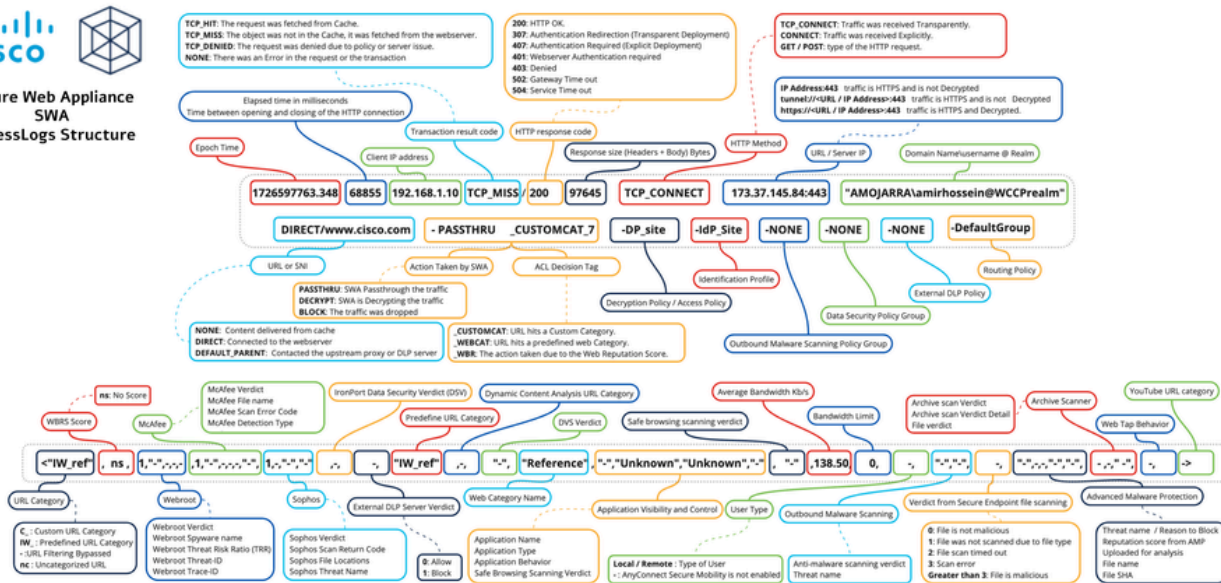 TCP_HIT: The request was fetched from Cache.
TCP_MISS: The object was not in the Cache, it was fetched from the webserver.
TCP_DENIED: The request was denied due to policy or server issue.
NONE: There was an Error in the request or the transaction
200: HTTP OK.
307: Authentication Redirection (Transparent Deployment)
407: Authentication Required (Explicit Deployment)
401: Webserver Authentication required
403: Denied
502: Gateway Time out
504: Service Time out
TCP_CONNECT: Traffic was received Transparently.
CONNECT: Traffic was received Explicitly.
GET / POST: type of the HTTP request.
IP Address:443 traffic is HTTPS and is not Decrypted
tunnel://<URL / IP Address>:443 traffic is HTTPS and is not Decrypted
https://<URL / IP Address>:443 traffic is HTTPS and Decrypted.
sco
re Web Appliance
SWA
essLogs Structure
Elapsed time in milliseconds
Time between opening and closing of the HTTP connection
Transaction result code
HTTP response code
Epoch Time
Client IP address
Response size (Headers + Body) Bytes
HTTP Method
URL / Server IP
Domain Name\username @ Realm
1726597763.348 68855 192.168.1.10 TCP_MISS / 200 97645 TCP_CONNECT 173.37.145.84:443 "AMOJARRA\amirhossein@WCCPrealm"
DIRECT/www.cisco.com - PASSTHRU _CUSTOMCAT_7 -DP_site -IdP_Site -NONE -NONE -NONE -DefaultGroup
URL or SNI
Action Taken by SWA
ACL Decision Tag
Identification Profile
Routing Policy
PASSTHRU: SWA Passthrough the traffic
DECRYPT: SWA is Decrypting the traffic
BLOCK: The traffic was dropped
Decryption Policy / Access Policy
External DLP Policy
Data Security Policy Group
NONE: Content delivered from cache
DIRECT: Connected to the webserver
DEFAULT_PARENT: Contacted the upstream proxy or DLP server
_CUSTOMCAT: URL hits a Custom Category.
_WEBCAT: URL hits a predefined web Category.
_WBR: The action taken due to the Web Reputation Score.
Outbound Malware Scanning Policy Group
ns: No Score
McAfee Verdict
McAfee File name
McAfee Scan Error Code
McAfee Detection Type
IronPort Data Security Verdict (DSV)
Dynamic Content Analysis URL Category
Average Bandwidth Kb/s
YouTube URL category
WBRS Score
McAfee
Predefine URL Category
DVS Verdict
Safe browsing scanning verdict
Bandwidth Limit
Archive scan Verdict
Archive scan Verdict Detail
File verdict
Archive Scanner
Web Tap Behavior
<"IW_ref" , ns , 1,"-",-,-,- ,1,"-",-,-,-,"-", 1,-,"-","-" ,-, -, "IW_ref" ,-, "-", "Reference", "-","Unknown","Unknown","-" , "-" ,138.50, 0, -, "-","-", -, "-",-,-,"-","-", -,-,"-", -, ->
URL Category
Webroot
Sophos
External DLP Server Verdict
Web Category Name
Application Visibility and Control
User Type
Outbound Malware Scanning
Verdict from Secure Endpoint file scanning
Advanced Malware Protection
C_ : Custom URL Category
IW_ : Predefined URL Category
- :URL Filtering Bypassed
nc : Uncategorized URL
Webroot Verdict
Webroot Spyware name
Webroot Threat Risk Ratio (TRR)
Webroot Threat-ID
Webroot Trace-ID
Sophos Verdict
Sophos Scan Return Code
Sophos File Locations
Sophos Threat Name
0: Allow
1: Block
Application Name
Application Type
Application Behavior
Safe Browsing Scanning Verdict
Local / Remote : Type of User
- : AnyConnect Secure Mobility is not enabled
Anti-malware scanning verdict
Threat name
0: File is not malicious
1: File was not scanned due to file type
2: File scan timed out
3: Scan error
Greater than 3: File is malicious
Threat name / Reason to Block
Reputation score from AMP
Uploaded for analysis
File name
File SHA